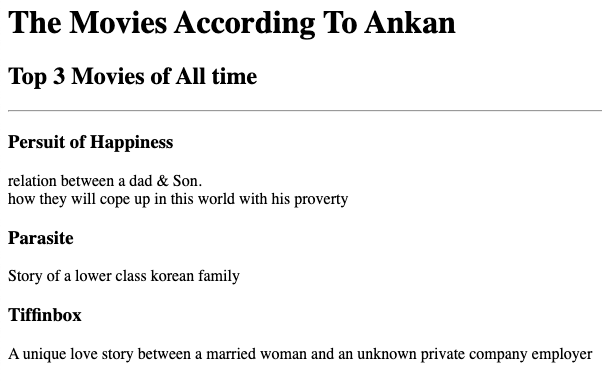 The Movies According To Ankan
Top 3 Movies of All time
Persuit of Happiness
relation between a dad & Son.
how they will cope up in this world with his proverty
Parasite
Story of a lower class korean family
Tiffinbox
A unique love story between a married woman and an unknown private company employer